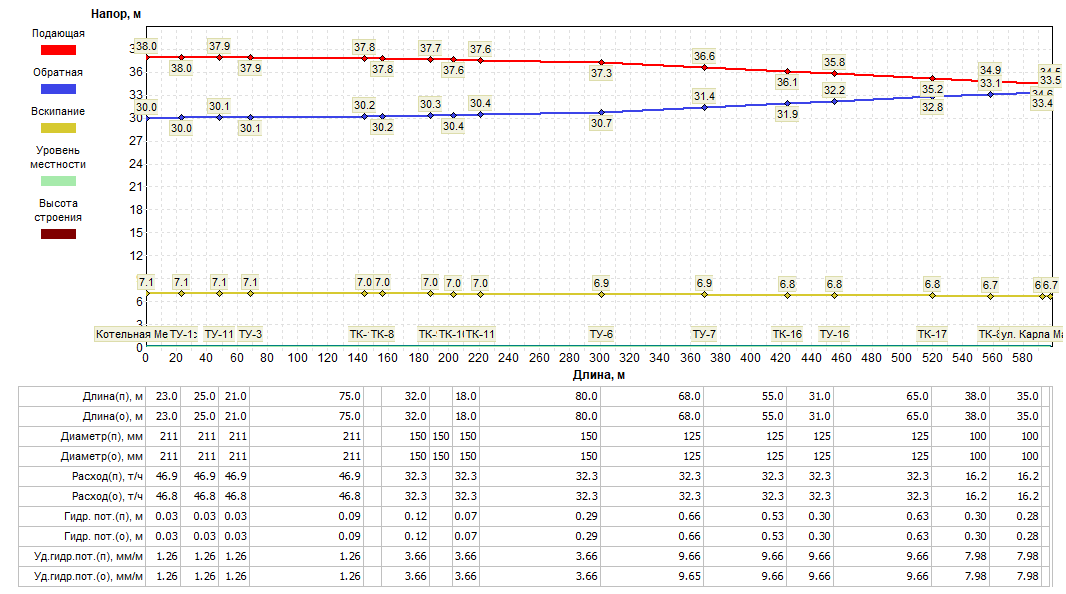 Напор, м
Подающая
Обратная
Вскипание
Уровень
местности
Высота
строения
38.0 37.9 37.8 37.7 37.6 36.6 35.8 34.9
38.0 37.9 37.8 37.6 37.3 36.1 35.2 33.1 33.5
30.0 30.1 30.2 30.3 30.4 31.4 32.2
30.0 30.1 30.2 30.4 30.7 31.9 32.8 33.4
36
33
30
27
24
21
18
15
12
6
3
0
7.1 7.1 7.1 7.1 7.0 7.0 7.0 7.0 7.0 6.9 6.9 6.8 6.8 6.8 6.7 6.7
Котельная Ме ТУ-1 ТУ-11 ТУ-3 ТК- ТК-8 ТК- ТК-1 ТК-11 ТУ-6 ТУ-7 ТК-16 ТУ-16 ТК-17 ТК- ул. Карла Ма
0 20 40 60 80 100 120 140 160 180 200 220 240 260 280 300 320 340 360 380 400 420 440 460 480 500 520 540 560 580
Длина, м
Длина(п), м 23.0 25.0 21.0 75.0 32.0 18.0 80.0 68.0 55.0 31.0 65.0 38.0 35.0
Длина(о), м 23.0 25.0 21.0 75.0 32.0 18.0 80.0 68.0 55.0 31.0 65.0 38.0 35.0
Диаметр(п), мм 211 211 211 211 150 150 150 150 125 125 125 125 100 100
Диаметр(о), мм 211 211 211 211 150 150 150 150 125 125 125 125 100 100
Расход(п), т/ч 46.9 46.9 46.9 46.9 32.3 32.3 32.3 32.3 32.3 32.3 32.3 16.2 16.2
Расход(о), т/ч 46.8 46.8 46.8 46.8 32.3 32.3 32.3 32.3 32.3 32.3 32.3 16.2 16.2
Гидр. пот.(п), м 0.03 0.03 0.03 0.09 0.12 0.07 0.29 0.66 0.53 0.30 0.63 0.30 0.28
Гидр. пот.(о), м 0.03 0.03 0.03 0.09 0.12 0.07 0.29 0.66 0.53 0.30 0.63 0.30 0.28
Уд.гидр.пот.(п), мм/м 1.26 1.26 1.26 1.26 3.66 3.66 3.66 9.66 9.66 9.66 9.66 7.98 7.98
Уд.гидр.пот.(о), мм/м 1.26 1.26 1.26 1.26 3.66 3.66 3.66 9.65 9.66 9.66 9.66 7.98 7.98